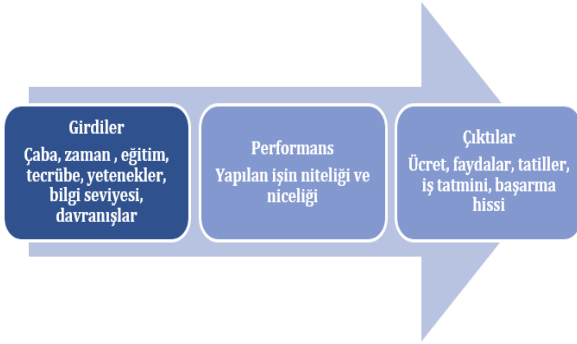 Girdiler
Çaba, zaman , eğitim,
tecrübe, yetenekler,
bilgi seviyesi,
davranışlar
Performans
Yapılan işin niteliği ve
niceliği
Çıktılar
Ücret, faydalar, tatiller,
iş tatmini, başarma
hissi